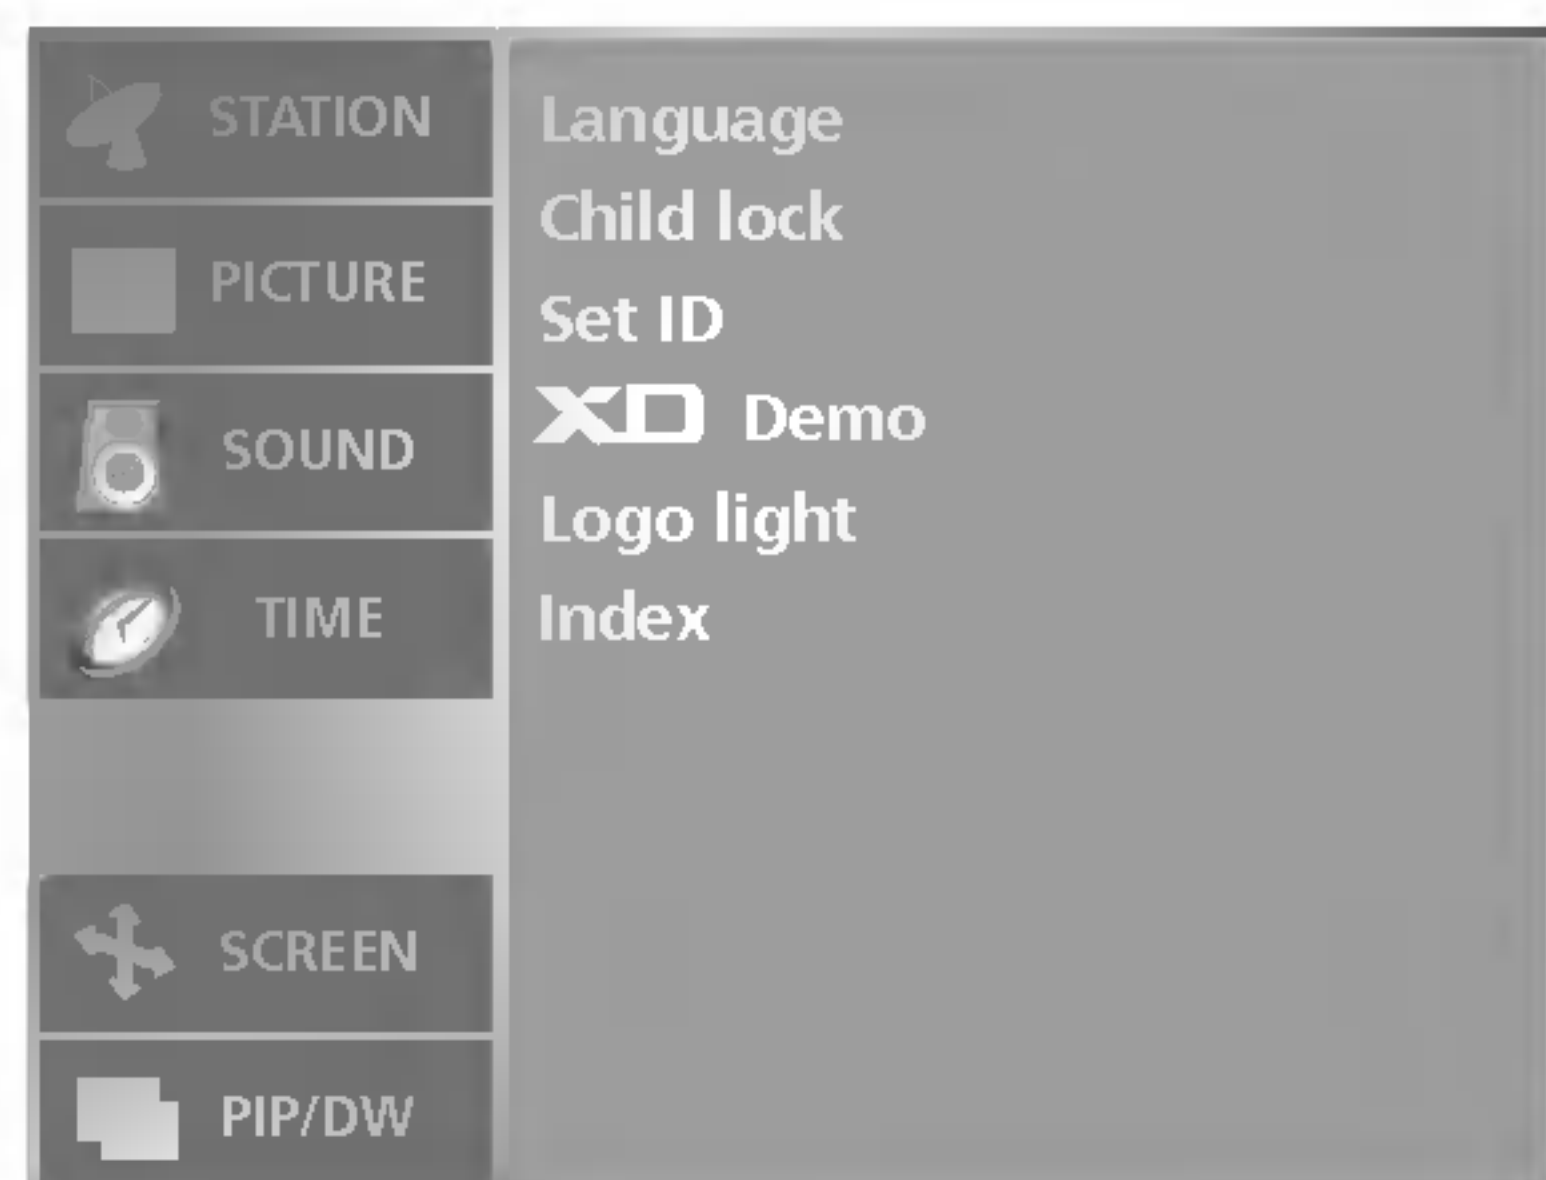 STATION
PICTURE
SOUND
TIME
SCREEN
PIP/DW
Language
Child lock
Set ID
XD Demo
Logo light
Index